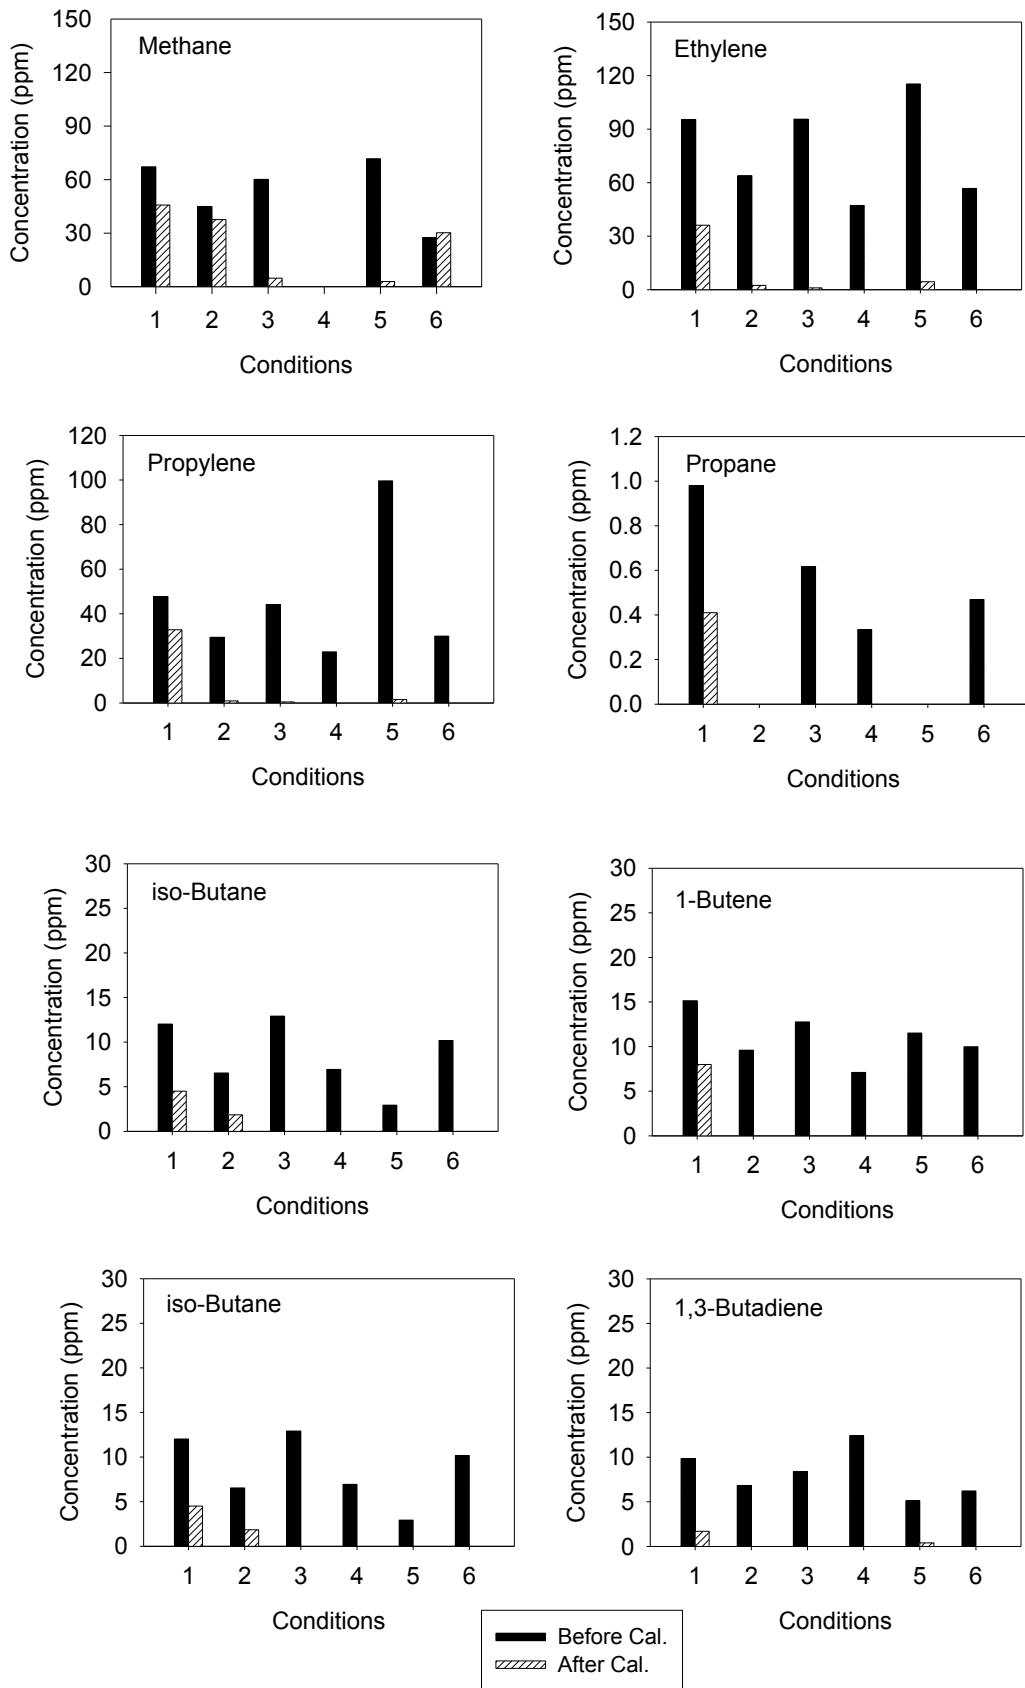 Methane
Concentration (ppm)
150
120
90
60
30
0
1 2 3 4 5 6
Conditions
Ethylene
Concentration (ppm)
150
120
90
60
30
0
1 2 3 4 5 6
Conditions
Propylene
Concentration (ppm)
120
100
80
60
40
20
0
1 2 3 4 5 6
Conditions
Propane
Concentration (ppm)
1.2
1.0
0.8
0.6
0.4
0.2
0.0
1 2 3 4 5 6
Conditions
iso-Butane
Concentration (ppm)
30
25
20
15
10
5
0
1 2 3 4 5 6
Conditions
1-Butene
Concentration (ppm)
30
25
20
15
10
5
0
1 2 3 4 5 6
Conditions
iso-Butane
Concentration (ppm)
30
25
20
15
10
5
0
1 2 3 4 5 6
Conditions
1,3-Butadiene
Concentration (ppm)
30
25
20
15
10
5
0
1 2 3 4 5 6
Conditions
Before Cal.
After Cal.